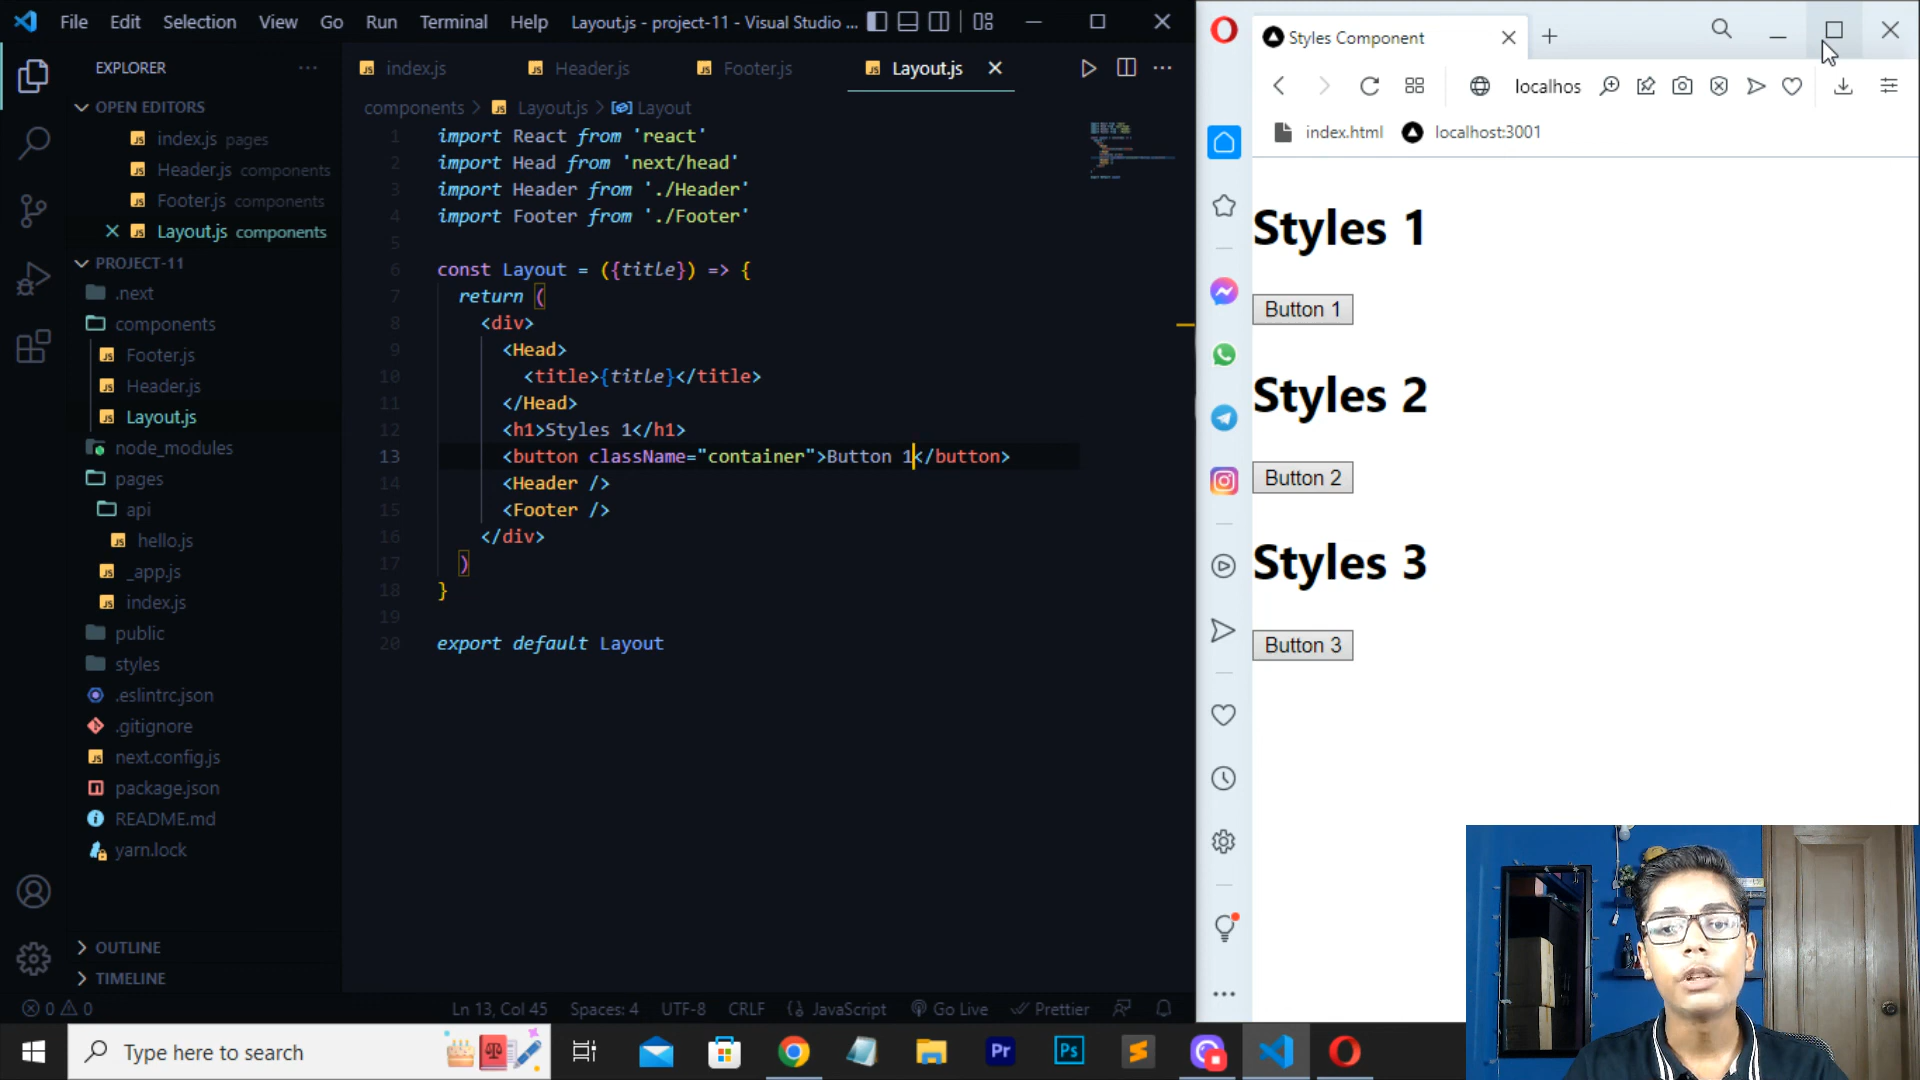 File Edit Selection View Go Run Terminal Help Layout.js - project-11 - Visual Studio ...
EXPLORER
OPEN EDITORS
index.js pages
Header.js components
Footer.js components
Layout.js components
PROJECT-11
.next
components
Footer.js
Header.js
Layout.js
node_modules
pages
api
hello.js
_app.js
index.js
public
styles
.eslintrc.json
.gitignore
next.config.js
package.json
README.md
yarn.lock
OUTLINE
TIMELINE
index.js Header.js Footer.js Layout.js
components > Layout.js > Layout
1 import React from 'react'
2 import Head from 'next/head'
3 import Header from './Header'
4 import Footer from './Footer'
5
6 const Layout = ({title}) => {
7 return (
8 <div>
9 <Head>
10 <title>{title}</title>
11 </Head>
12 <h1>Styles 1</h1>
13 <button className="container">Button 1</button>
14 <Header />
15 <Footer />
16 </div>
17 )
18 }
19
20 export default Layout
0 0 Ln 13, Col 45 Spaces: 4 UTF-8 CRLF {} JavaScript Go Live Prettier
Styles Component
localhos
index.html localhost:3001
Styles 1
Button 1
Styles 2
Button 2
Styles 3
Button 3
Type here to search
Pr
Ps